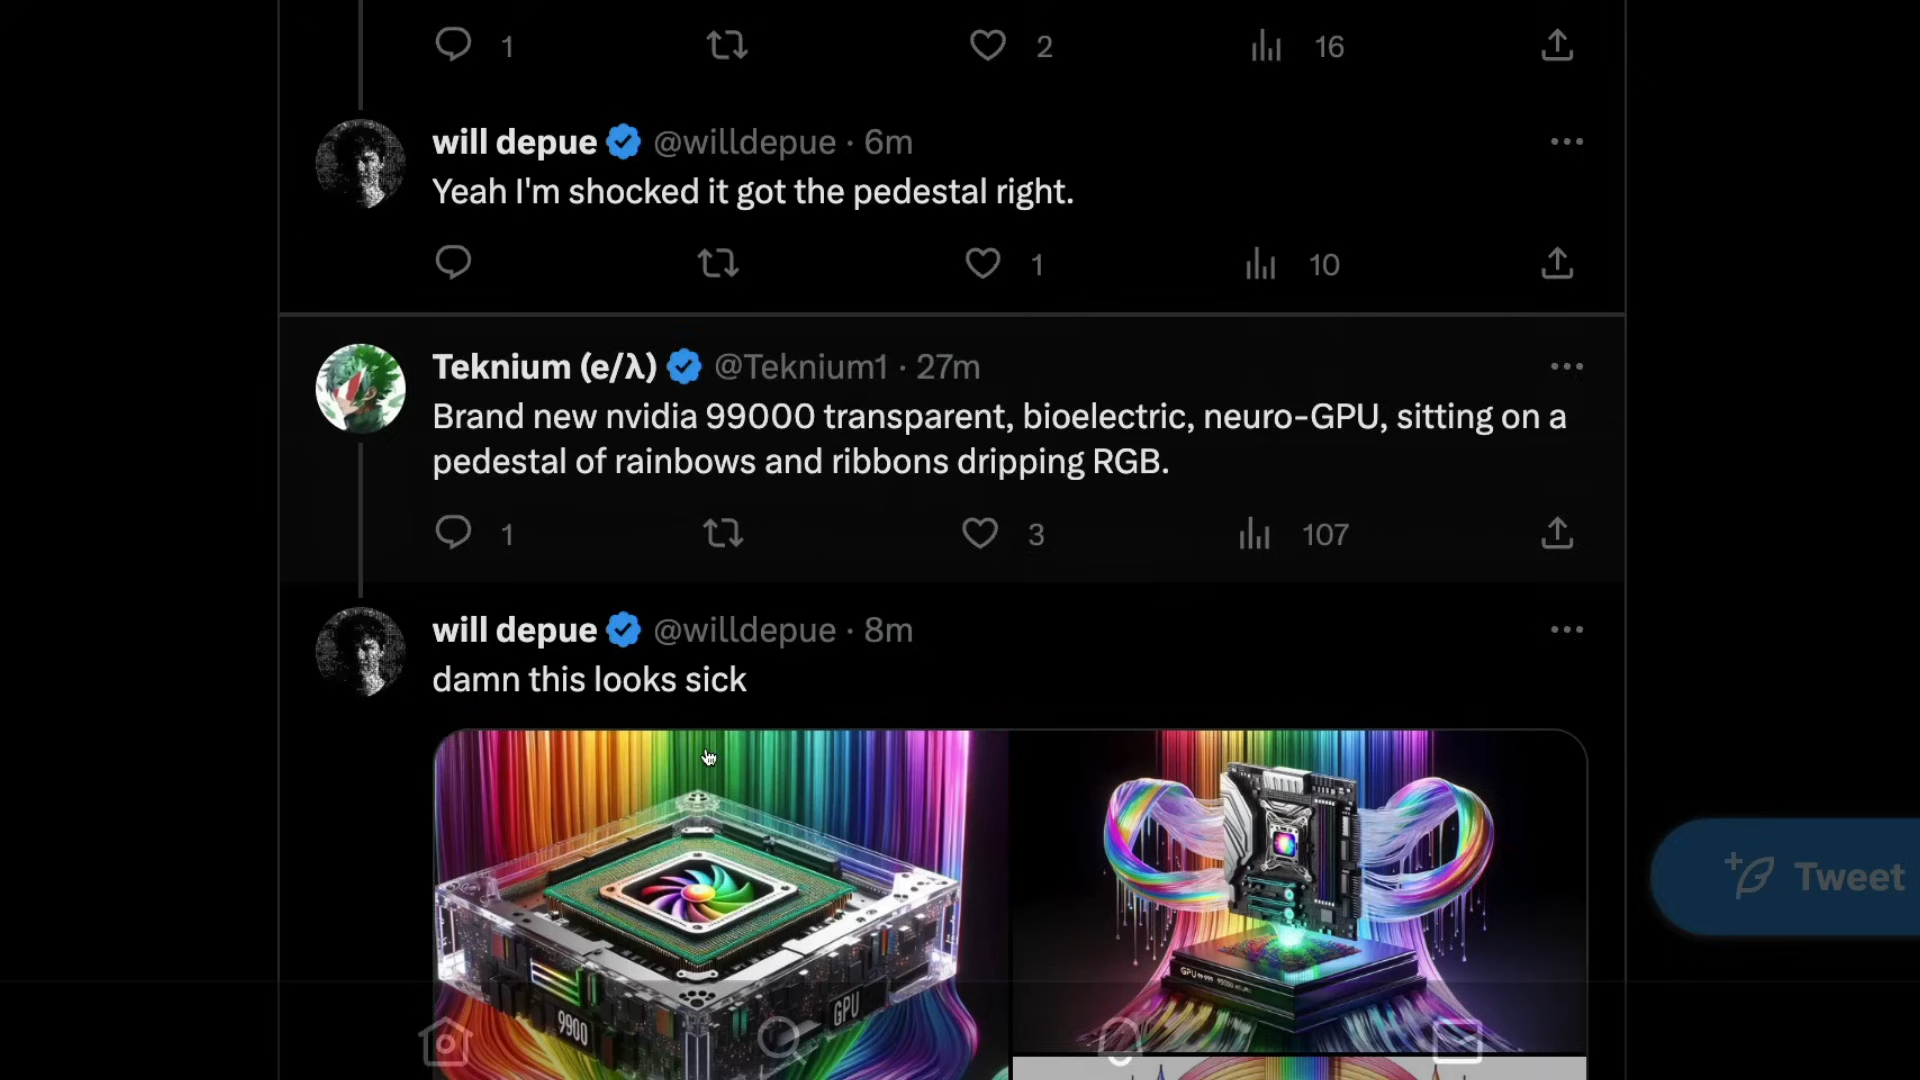 1 2 16
will depue @willdepue · 6m
Yeah I'm shocked it got the pedestal right.
1 10
Teknium (e/λ) @Teknium1 · 27m
Brand new nvidia 99000 transparent, bioelectric, neuro-GPU, sitting on a
pedestal of rainbows and ribbons dripping RGB.
1 3 107
will depue @willdepue · 8m
damn this looks sick
Tweet
GPU
9900
GPU